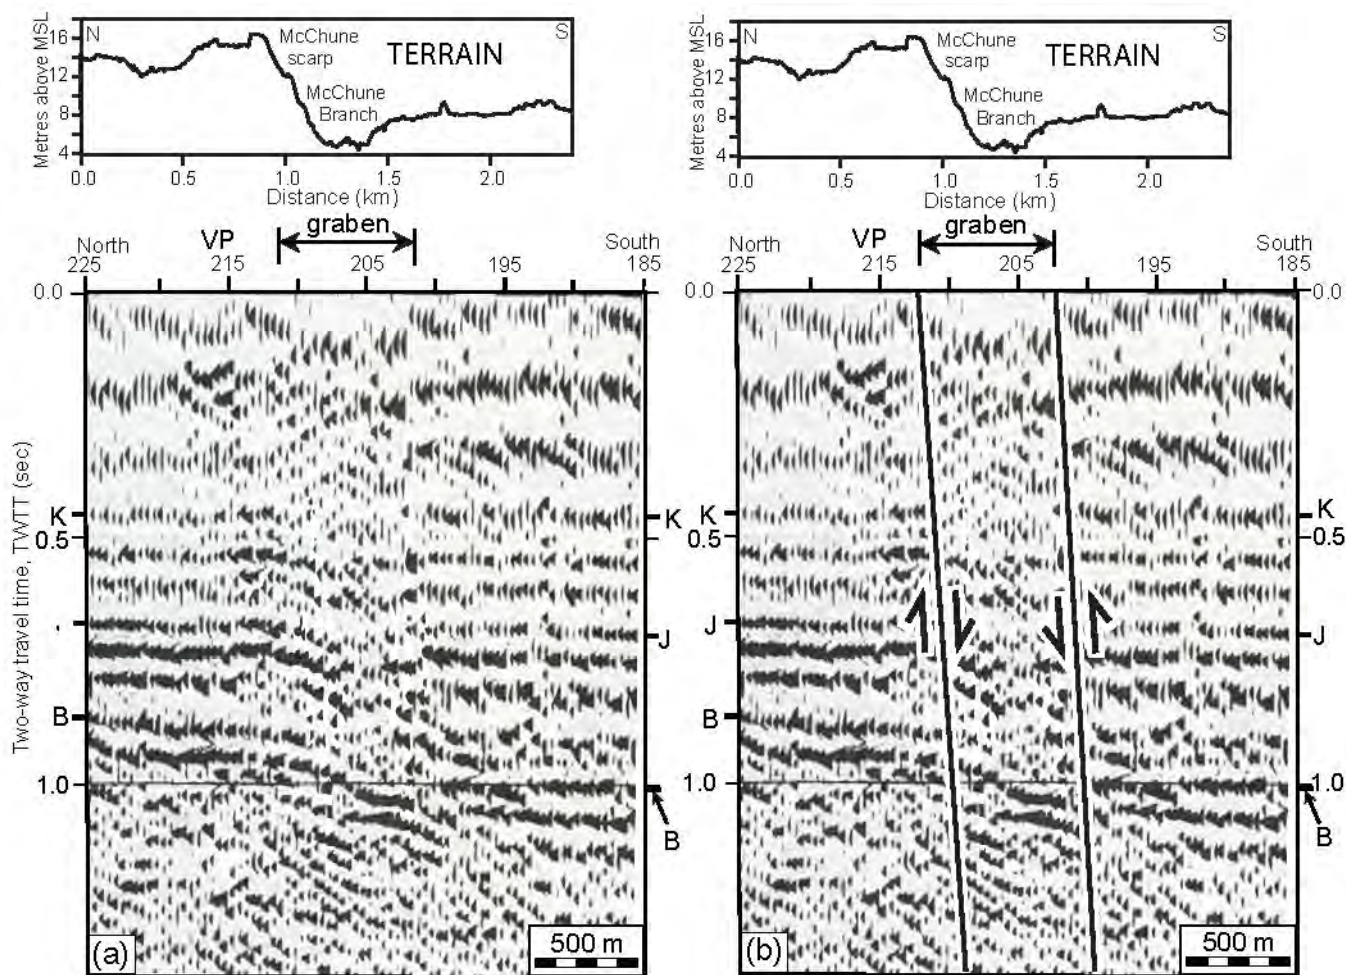 Metres above MSL
16
12
8
4
N
S
McChune
scarp
TERRAIN
McChune
Branch
0.0
0.5
1.0
1.5
2.0
Distance (km)
graben
North
VP
South
225
215
205
195
185
0.0
K
0.5
J
B
1.0
K
J
B
Two-way travel time, TWTT (sec)
(a)
500 m
Metres above MSL
16
12
8
4
N
S
McChune
scarp
TERRAIN
McChune
Branch
0.0
0.5
1.0
1.5
2.0
Distance (km)
graben
North
VP
South
225
215
205
195
185
0.0
K
0.5
J
B
1.0
0.0
K
0.5
J
1.0
B
(b)
500 m